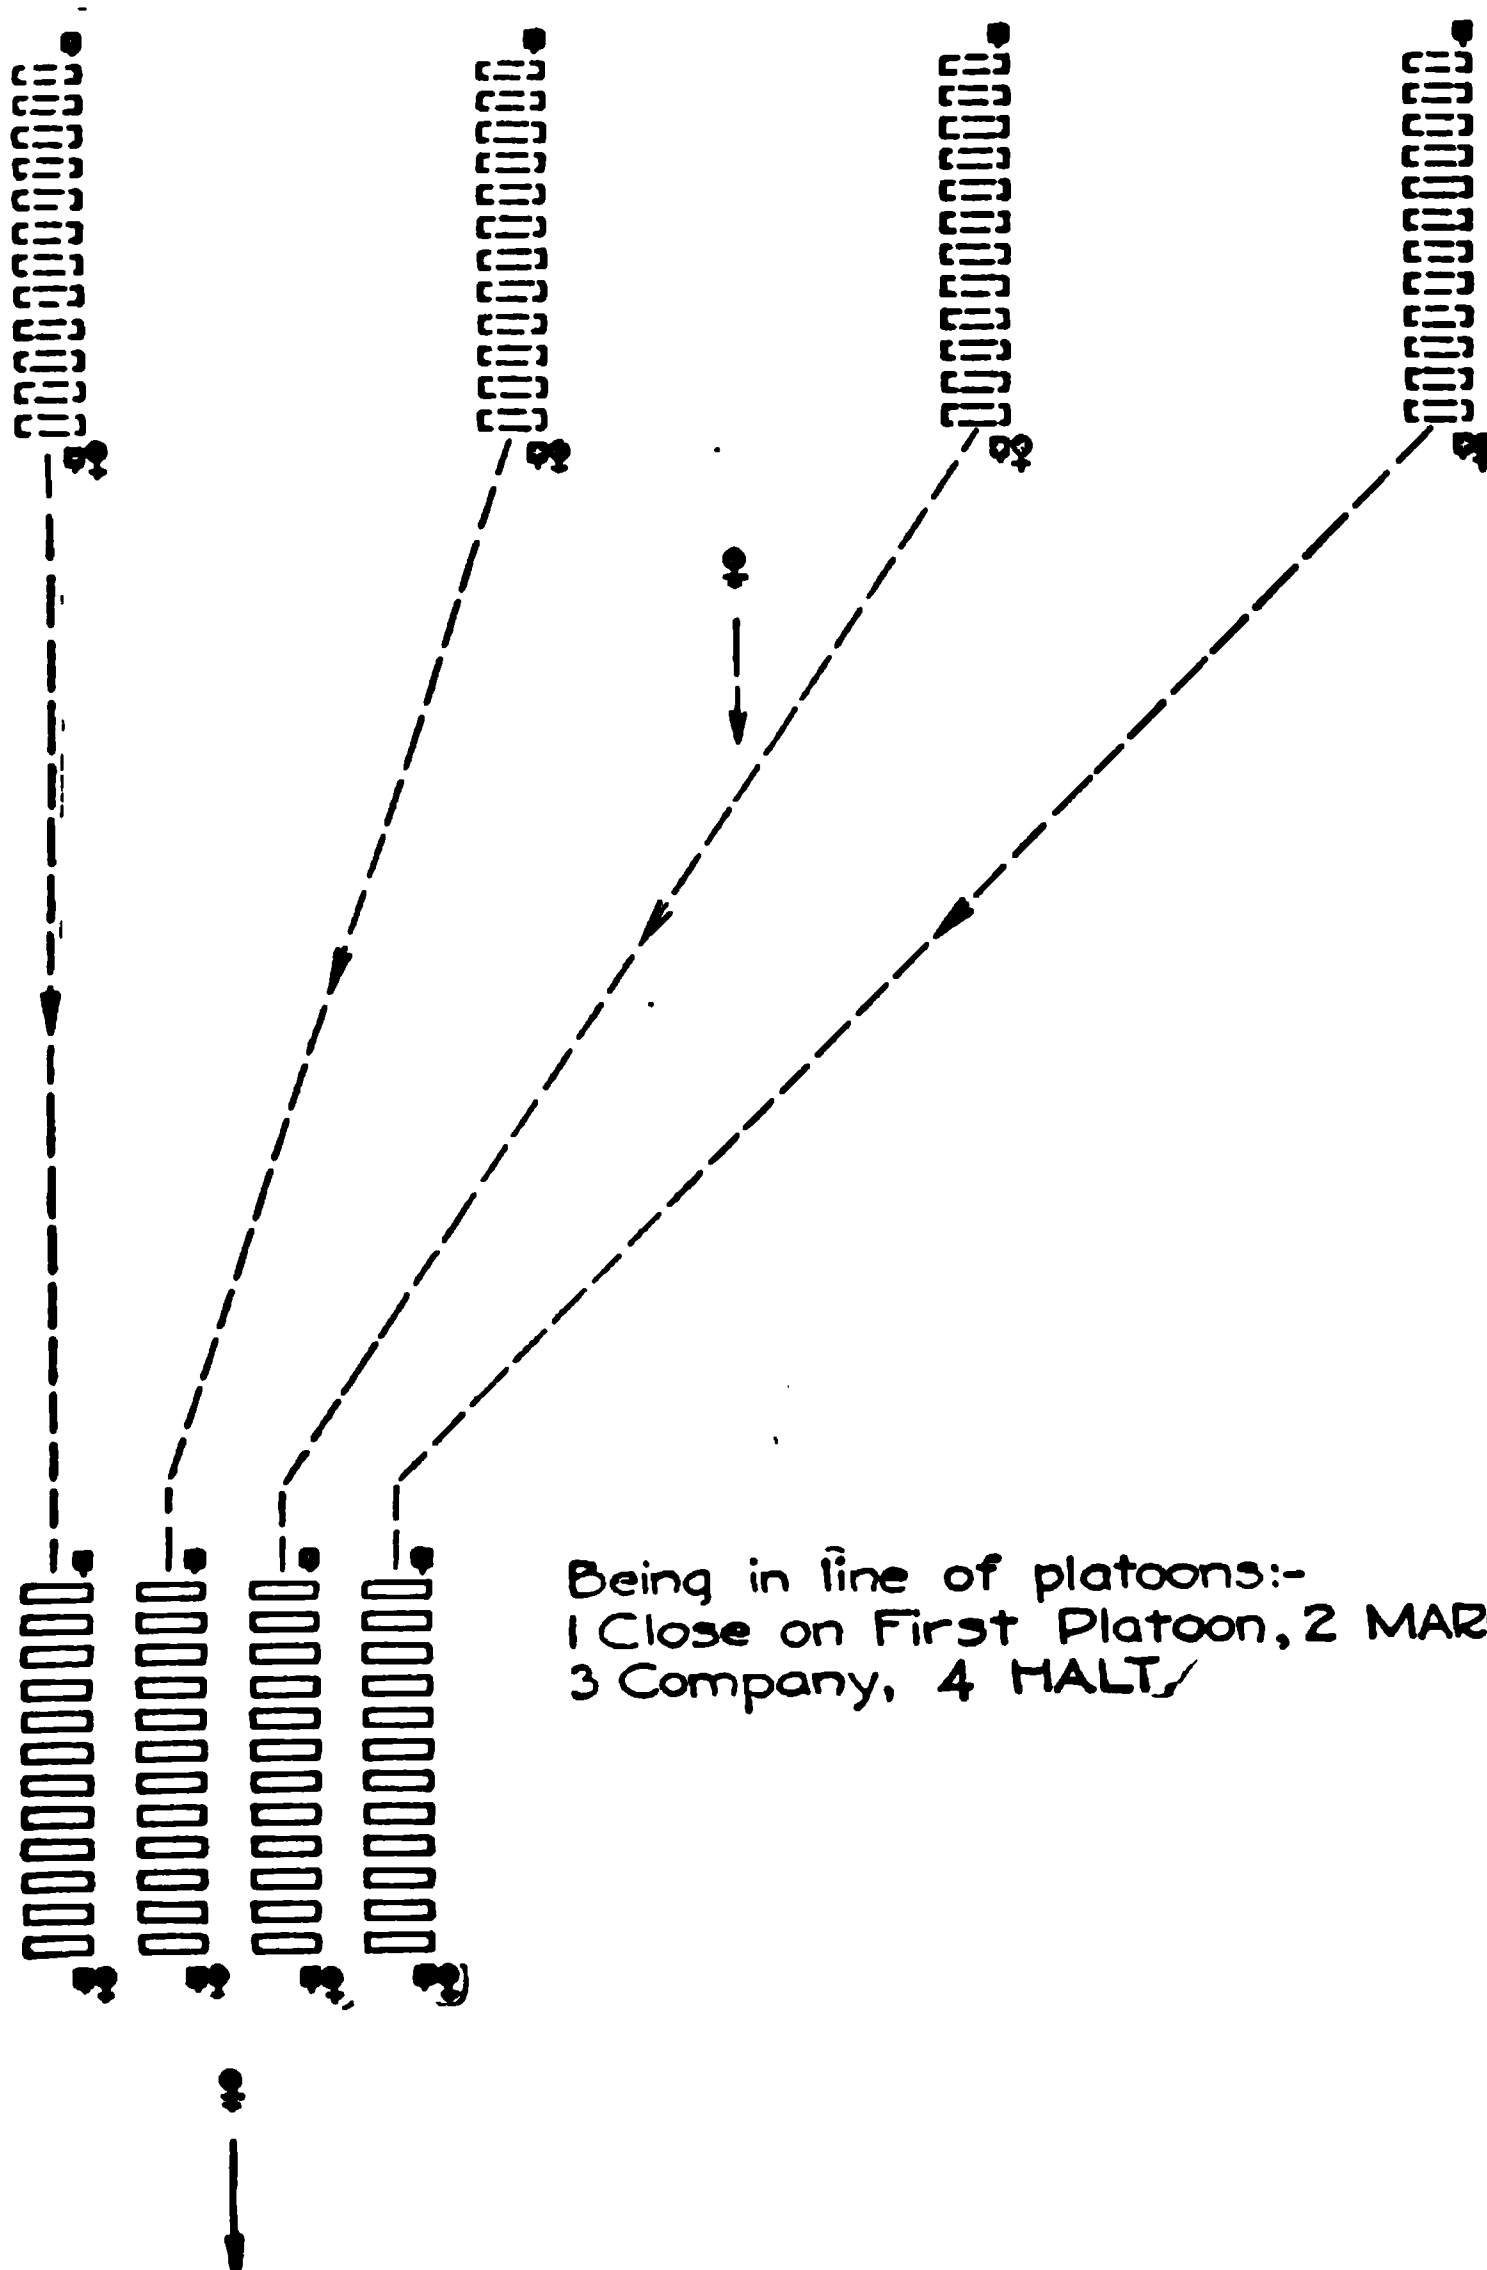 Being in line of platoons:-
1 Close on First Platoon, 2 MAR
3 Company, 4 HALT